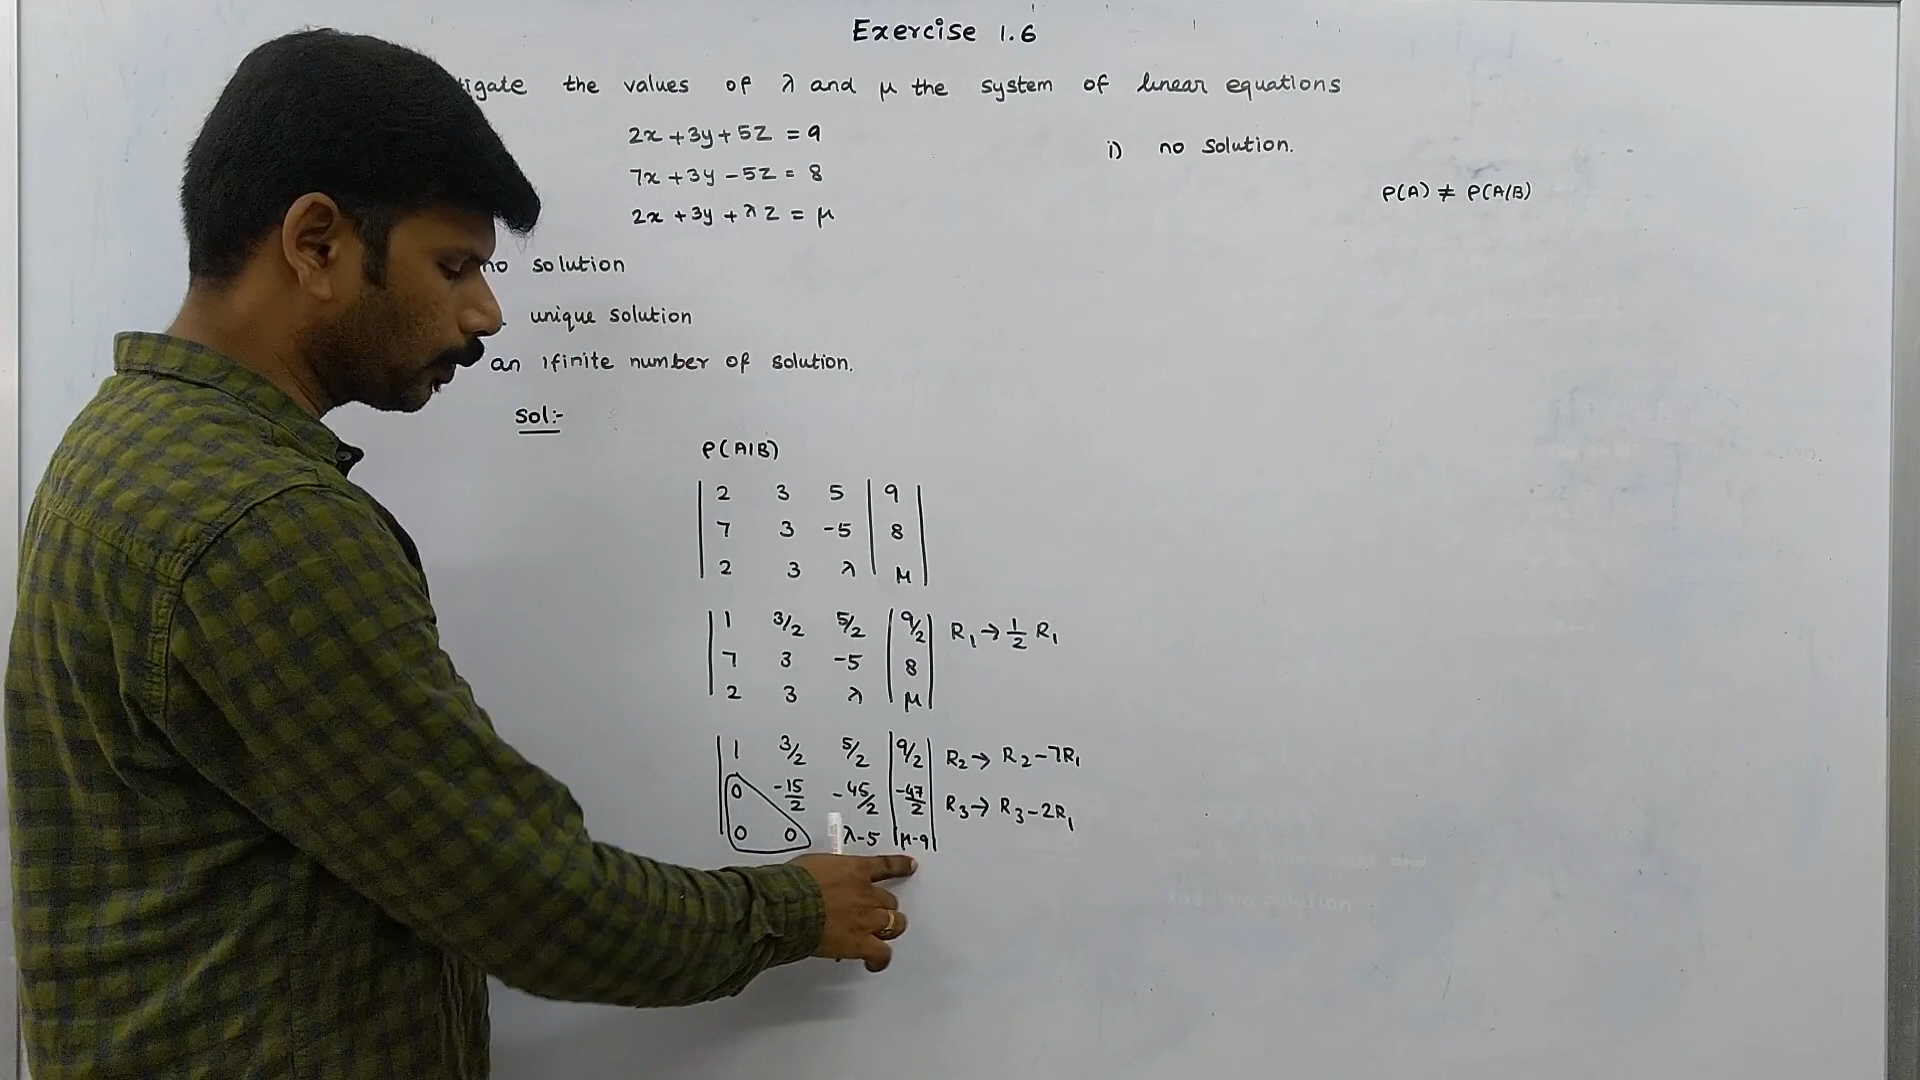 Exercise 1.6
tigate the values of λ and μ the system of linear equations
2x + 3y + 5z = 9
7x + 3y - 5z = 8
2x + 3y + λz = μ
no solution
unique solution
an ifinite number of solution.
Sol:-
ρ(A|B)
| 2 3 5 | 9 |
| 7 3 -5 | 8 |
| 2 3 λ | μ |
| 1 3/2 5/2 | 9/2 | R₁ → 1/2 R₁
| 7 3 -5 | 8 |
| 2 3 λ | μ |
| 1 3/2 5/2 | 9/2 | R₂ → R₂ - 7R₁
| 0 -15/2 -45/2 | -47/2 | R₃ → R₃ - 2R₁
| 0 0 λ-5 | μ-9 |
i) no solution.
ρ(A) ≠ ρ(A/B)